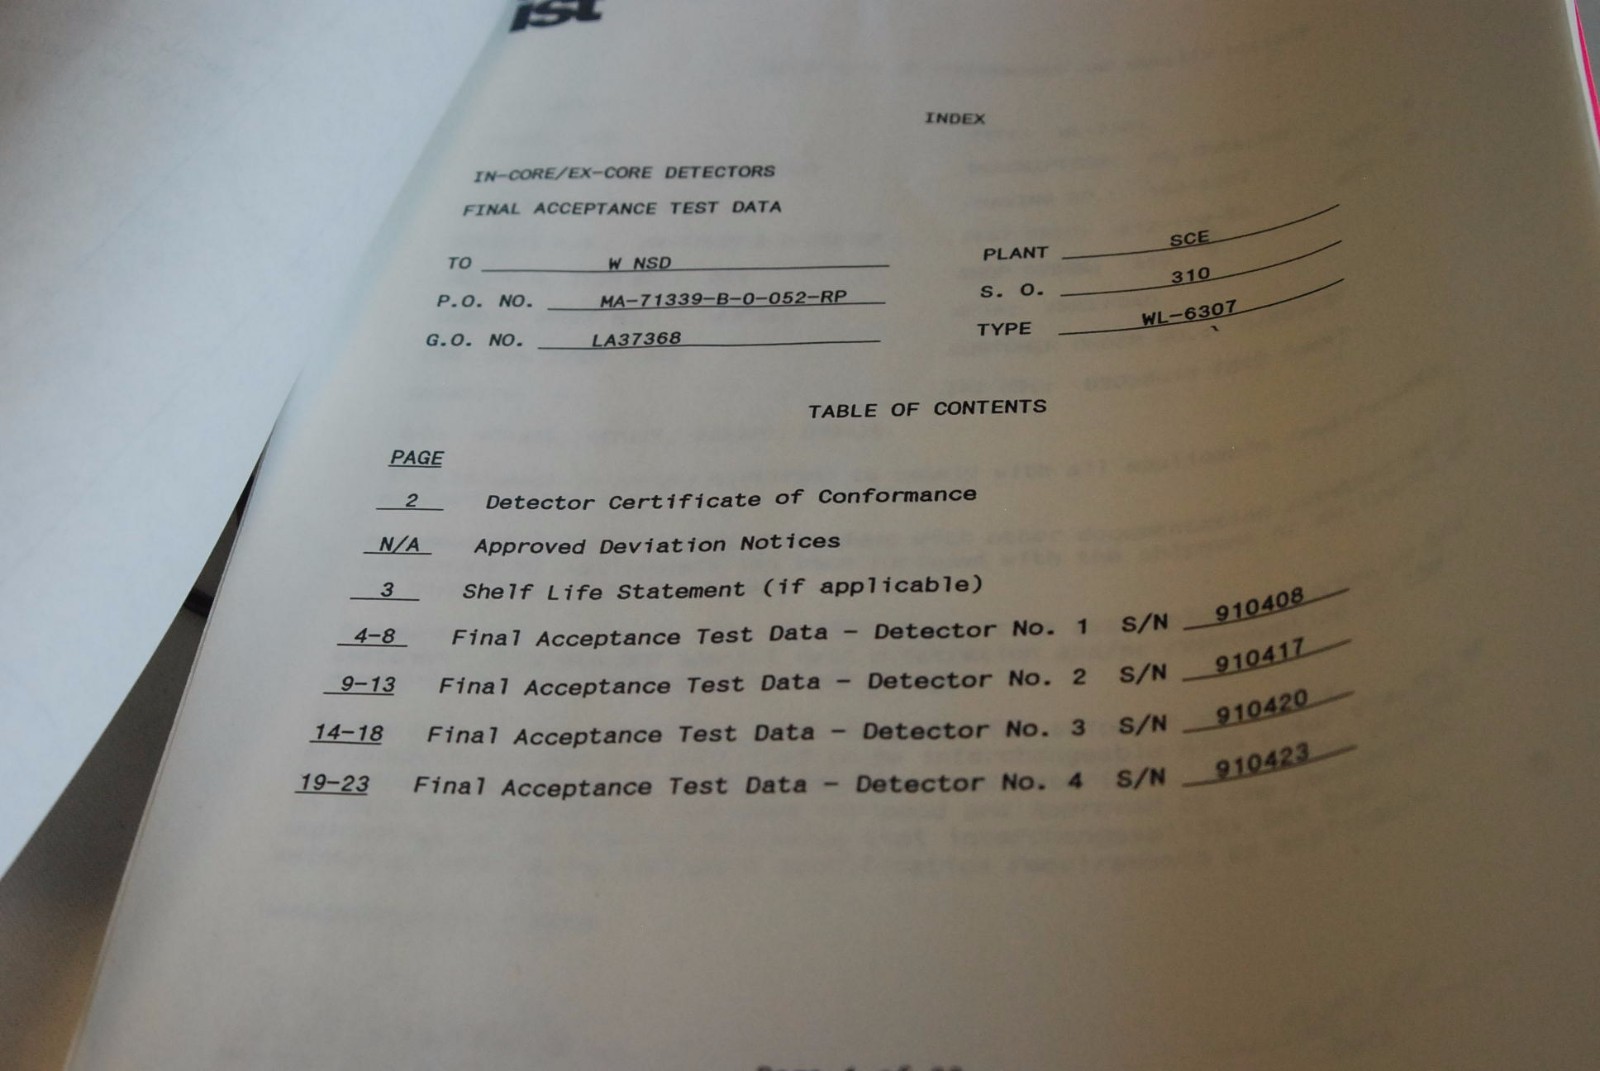 ist
INDEX
IN-CORE/EX-CORE DETECTORS
FINAL ACCEPTANCE TEST DATA
TO W NSD PLANT SCE
P.O. NO. MA-71339-B-0-052-RP S. O. 310
G.O. NO. LA37368 TYPE WL-6307
TABLE OF CONTENTS
PAGE
2 Detector Certificate of Conformance
N/A Approved Deviation Notices
3 Shelf Life Statement (if applicable)
4-8 Final Acceptance Test Data - Detector No. 1 S/N 910408
9-13 Final Acceptance Test Data - Detector No. 2 S/N 910417
14-18 Final Acceptance Test Data - Detector No. 3 S/N 910420
19-23 Final Acceptance Test Data - Detector No. 4 S/N 910423